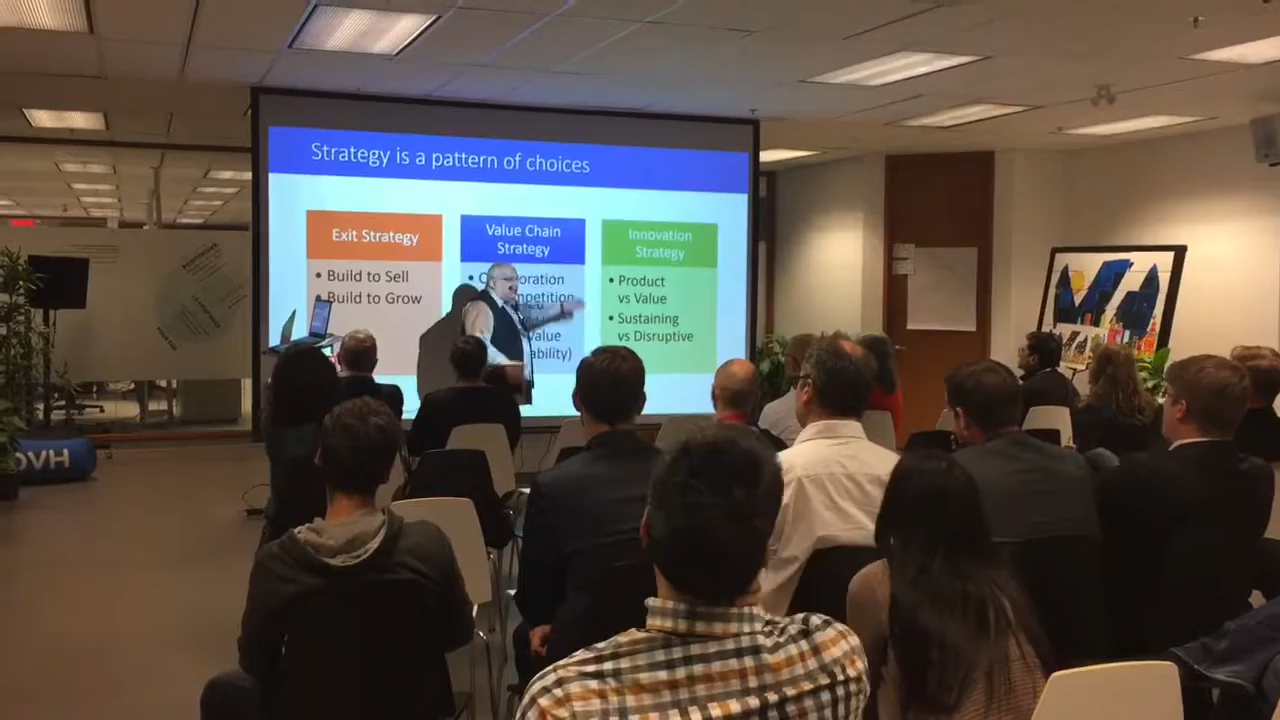 Strategy is a pattern of choices
Exit Strategy
• Build to Sell
• Build to Grow
Value Chain
Strategy
Innovation
Strategy
• Product
vs Value
• Sustaining
vs Disruptive
OVH